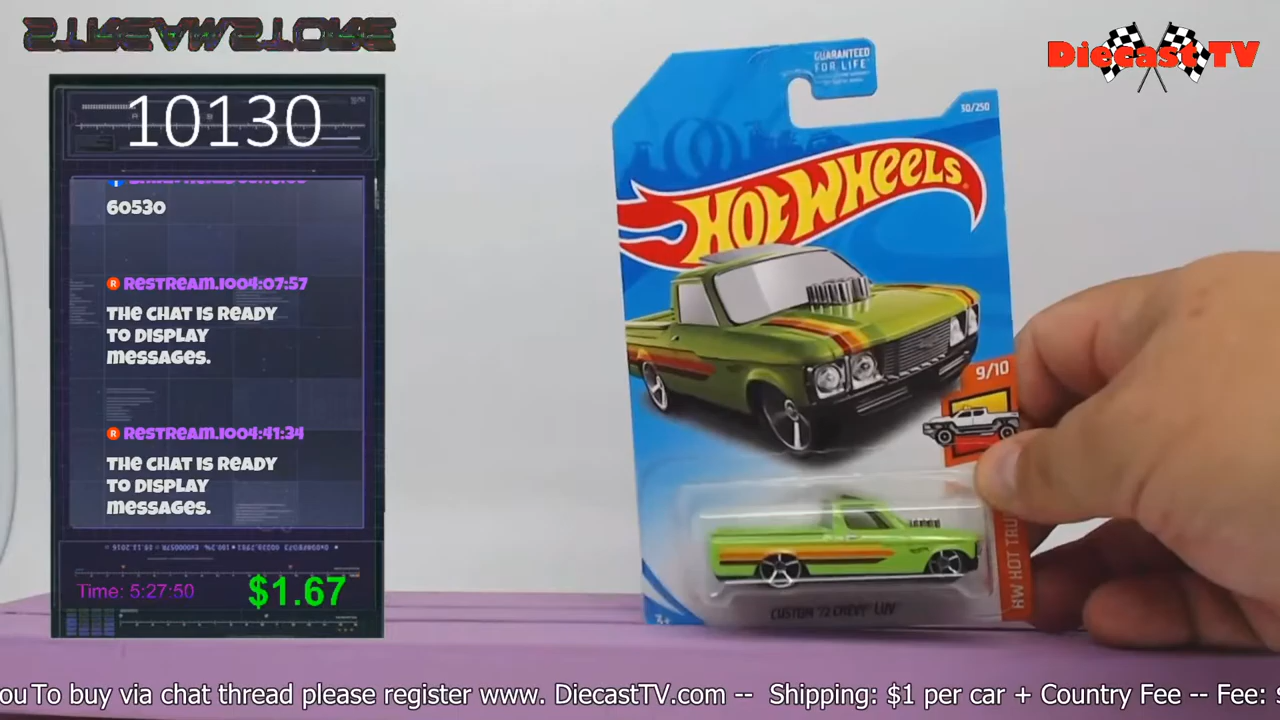 Diecast TV
10130
60530
Restream.IO04:07:57
THE CHAT IS READY
TO DISPLAY
MESSAGES.
Restream.IO04:41:34
THE CHAT IS READY
TO DISPLAY
MESSAGES.
Time: 5:27:50
$1.67
GUARANTEED
FOR LIFE
30/250
HOT WHEELS
9/10
HW HOT TRU
CUSTOM '72 CHEVY LUV
3+
ou To buy via chat thread please register www. DiecastTV.com -- Shipping: $1 per car + Country Fee -- Fee: